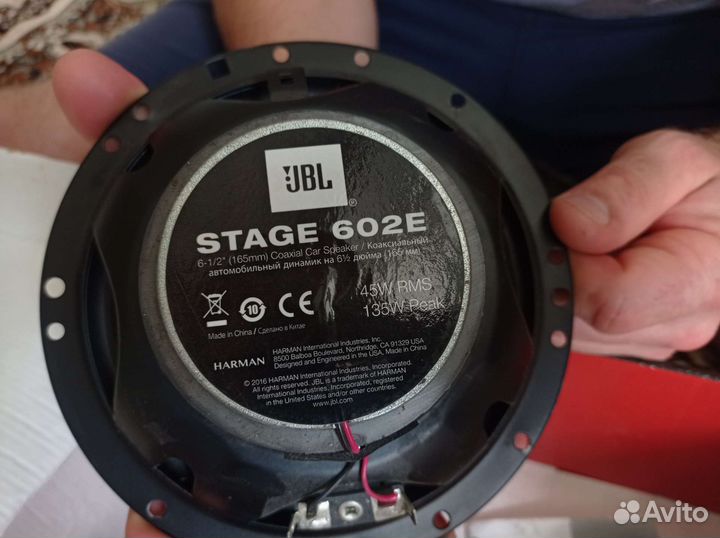 JBL
®
STAGE 602E
6-1/2" (165mm) Coaxial Car Speaker / Коаксиальный
автомобильный динамик на 6½ дюйма (165 мм)
45W RMS
135W Peak
10
CE
Made in China / Сделано в Китае
HARMAN
HARMAN International Industries, Inc.
8500 Balboa Boulevard, Northridge, CA 91329 USA
Designed and Engineered in the USA, Made in China
© 2016 HARMAN International Industries, Incorporated.
All rights reserved. JBL is a trademark of HARMAN
International Industries, Incorporated, registered
in the United States and/or other countries.
www.jbl.com
Avito